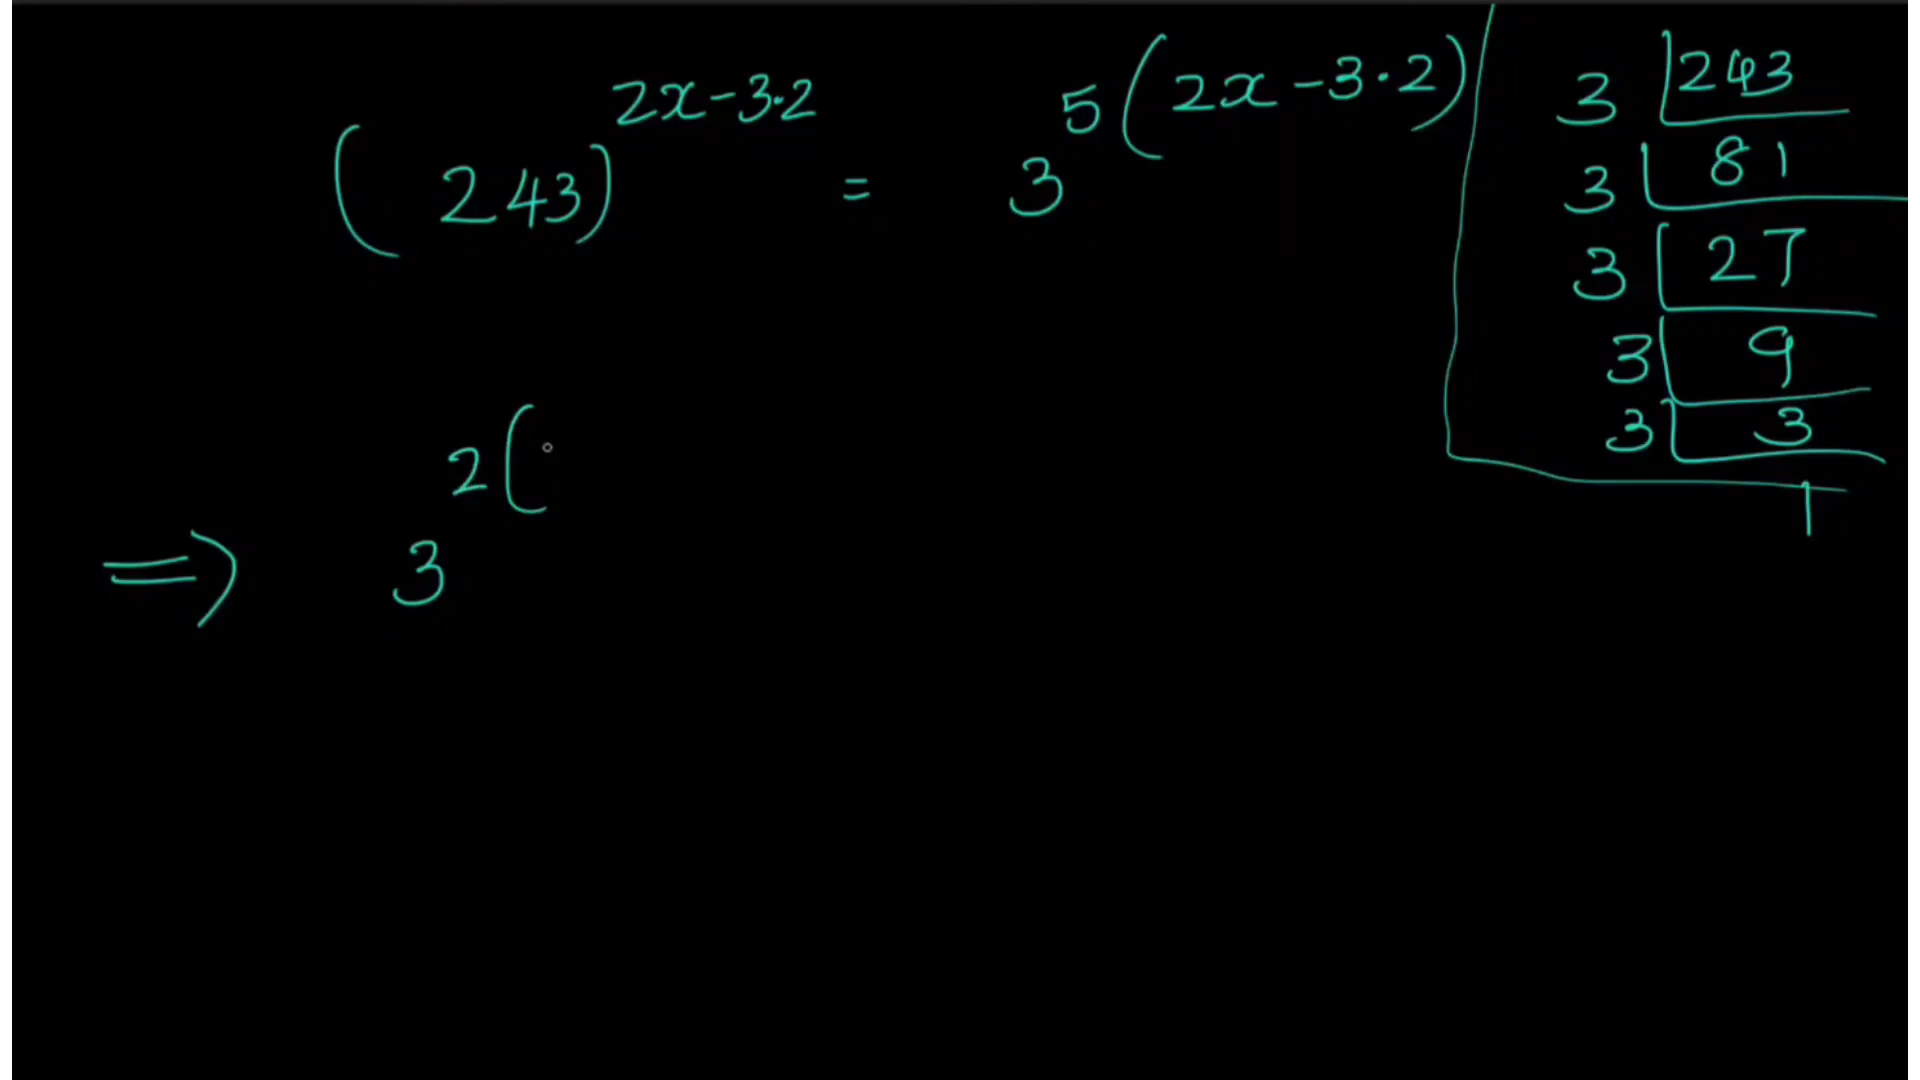 (243)^{2x-3·2} = 3^{5(2x-3·2)}
3 | 243
3 | 81
3 | 27
3 | 9
3 | 3
1
⇒ 3^{2(